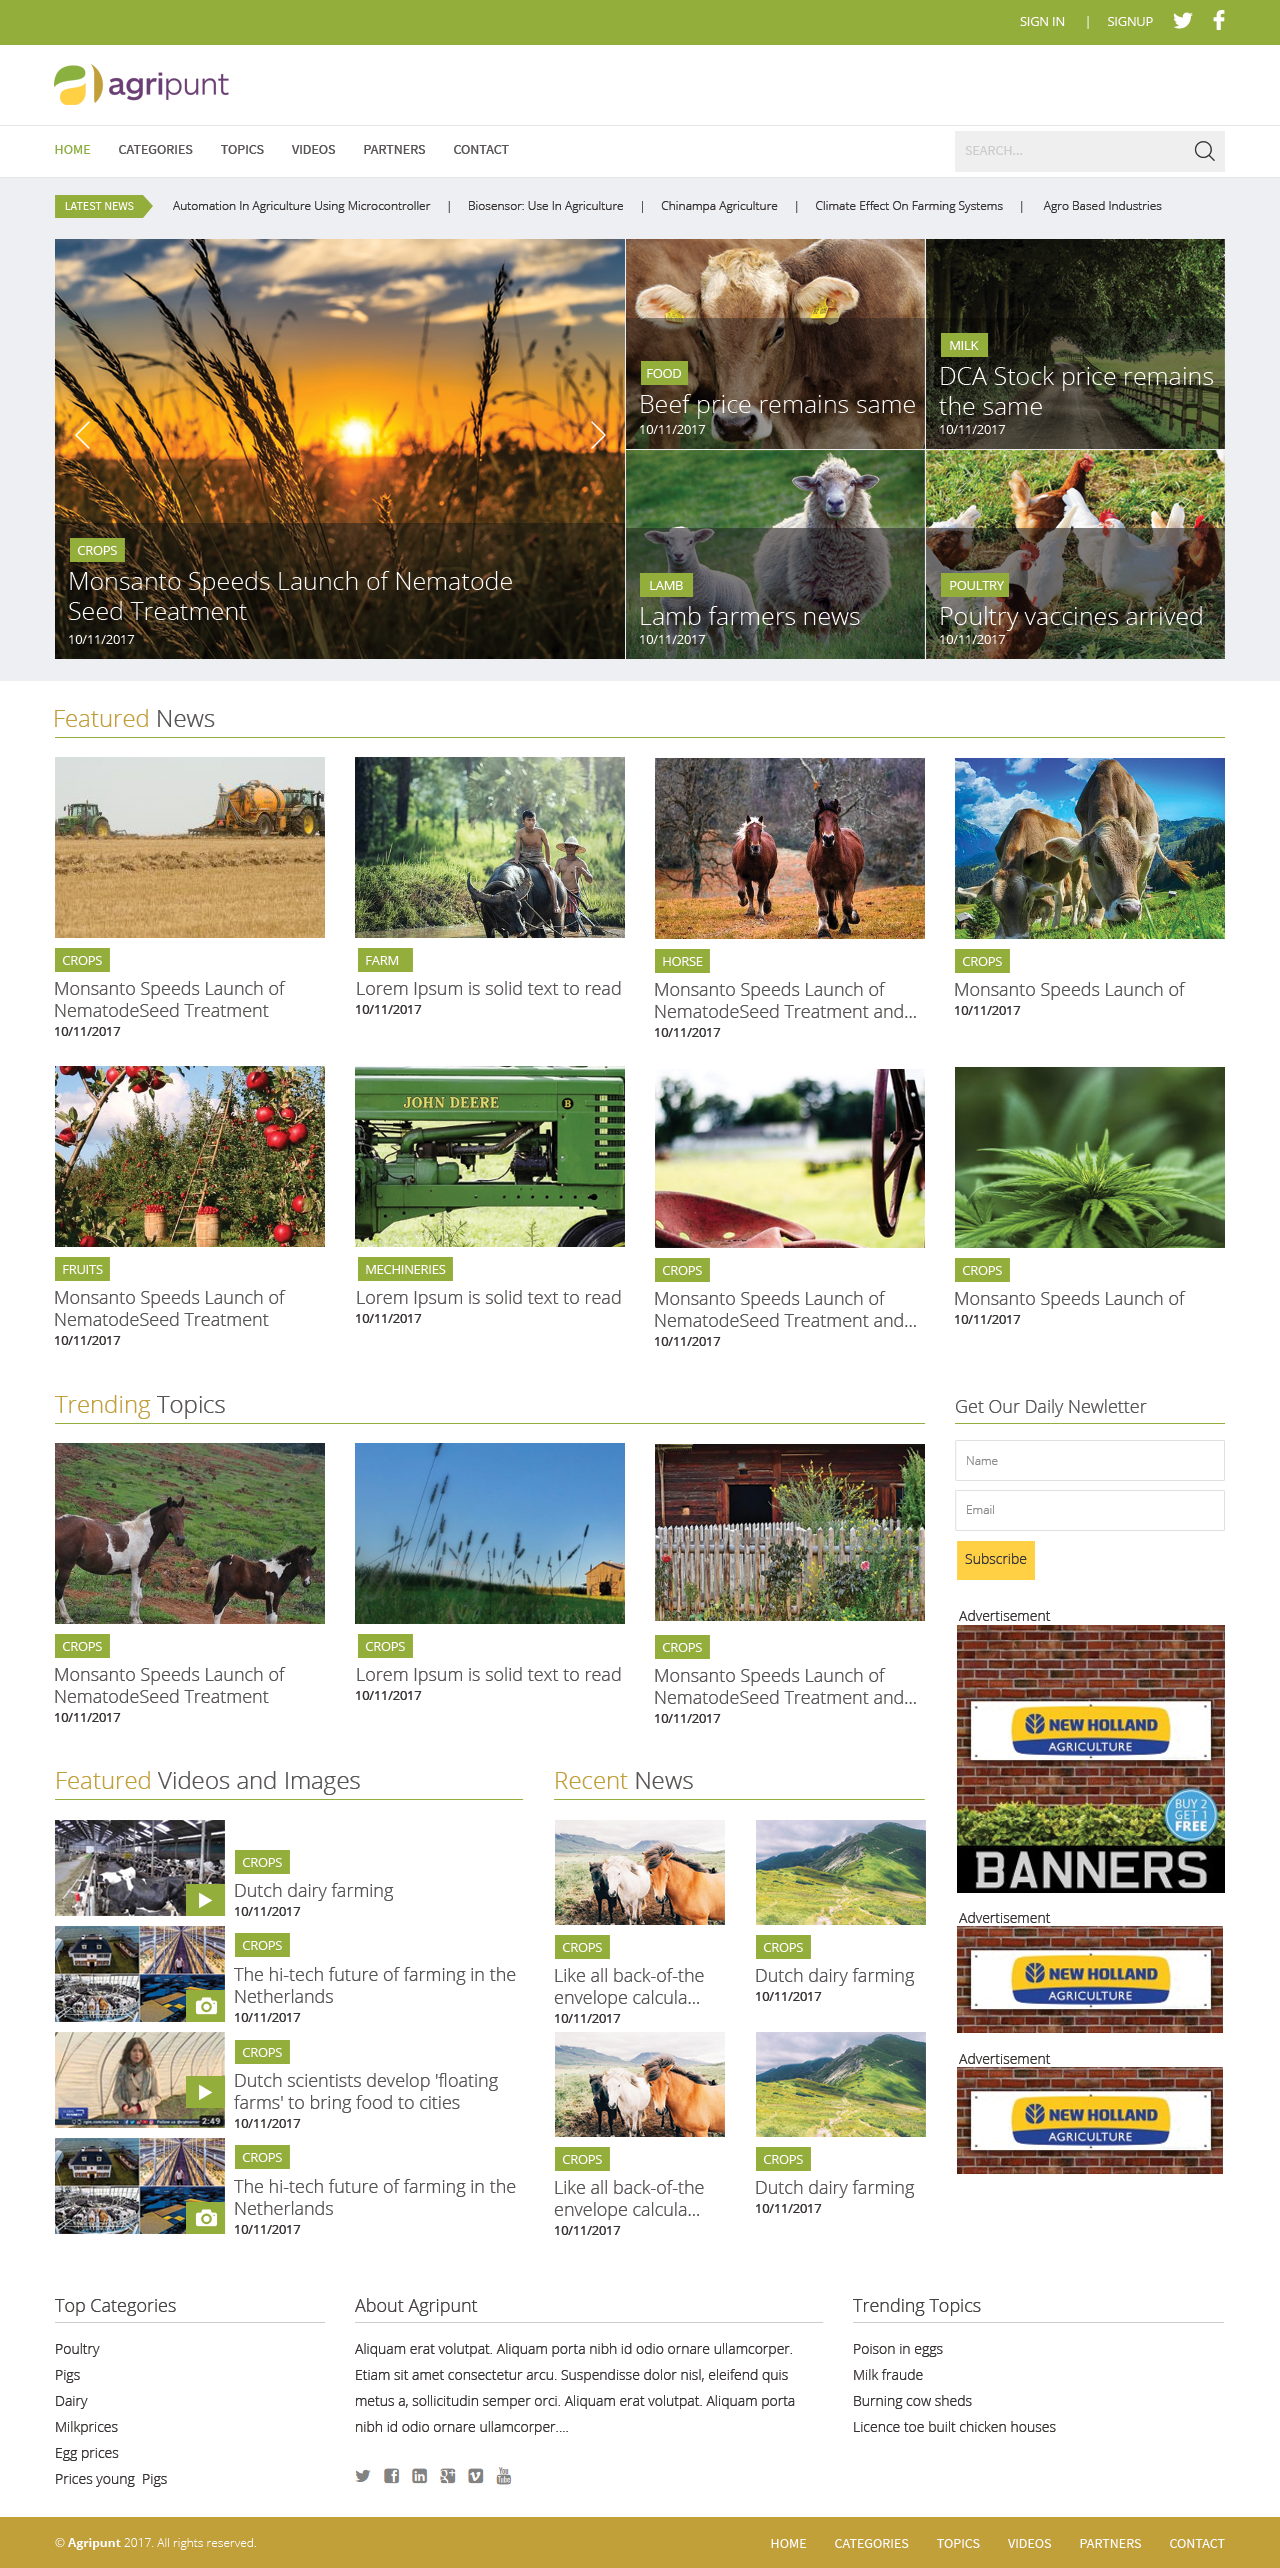 SIGN IN | SIGNUP
agripunt
HOME CATEGORIES TOPICS VIDEOS PARTNERS CONTACT
SEARCH...
LATEST NEWS Automation In Agriculture Using Microcontroller | Biosensor: Use In Agriculture | Chinampa Agriculture | Climate Effect On Farming Systems | Agro Based Industries
CROPS
Monsanto Speeds Launch of Nematode
Seed Treatment
10/11/2017
FOOD
Beef price remains same
10/11/2017
MILK
DCA Stock price remains
the same
10/11/2017
LAMB
Lamb farmers news
10/11/2017
POULTRY
Poultry vaccines arrived
10/11/2017
Featured News
CROPS
Monsanto Speeds Launch of
NematodeSeed Treatment
10/11/2017
FARM
Lorem Ipsum is solid text to read
10/11/2017
HORSE
Monsanto Speeds Launch of
NematodeSeed Treatment and...
10/11/2017
CROPS
Monsanto Speeds Launch of
10/11/2017
FRUITS
Monsanto Speeds Launch of
NematodeSeed Treatment
10/11/2017
JOHN DEERE
B
MECHINERIES
Lorem Ipsum is solid text to read
10/11/2017
CROPS
Monsanto Speeds Launch of
NematodeSeed Treatment and...
10/11/2017
CROPS
Monsanto Speeds Launch of
10/11/2017
Trending Topics
CROPS
Monsanto Speeds Launch of
NematodeSeed Treatment
10/11/2017
CROPS
Lorem Ipsum is solid text to read
10/11/2017
CROPS
Monsanto Speeds Launch of
NematodeSeed Treatment and...
10/11/2017
Get Our Daily Newletter
Name
Email
Subscribe
Advertisement
NEW HOLLAND
AGRICULTURE
BUY 2
GET 1
FREE
BANNERS
Advertisement
NEW HOLLAND
AGRICULTURE
Advertisement
NEW HOLLAND
AGRICULTURE
Featured Videos and Images
CROPS
Dutch dairy farming
10/11/2017
CROPS
The hi-tech future of farming in the
Netherlands
10/11/2017
2:49
CROPS
Dutch scientists develop 'floating
farms' to bring food to cities
10/11/2017
CROPS
The hi-tech future of farming in the
Netherlands
10/11/2017
Recent News
CROPS
Like all back-of-the
envelope calcula...
10/11/2017
CROPS
Dutch dairy farming
10/11/2017
CROPS
Like all back-of-the
envelope calcula...
10/11/2017
CROPS
Dutch dairy farming
10/11/2017
Top Categories
Poultry
Pigs
Dairy
Milkprices
Egg prices
Prices young Pigs
About Agripunt
Aliquam erat volutpat. Aliquam porta nibh id odio ornare ullamcorper.
Etiam sit amet consectetur arcu. Suspendisse dolor nisl, eleifend quis
metus a, sollicitudin semper orci. Aliquam erat volutpat. Aliquam porta
nibh id odio ornare ullamcorper....
You
Tube
Trending Topics
Poison in eggs
Milk fraude
Burning cow sheds
Licence toe built chicken houses
© Agripunt 2017. All rights reserved.
HOME CATEGORIES TOPICS VIDEOS PARTNERS CONTACT